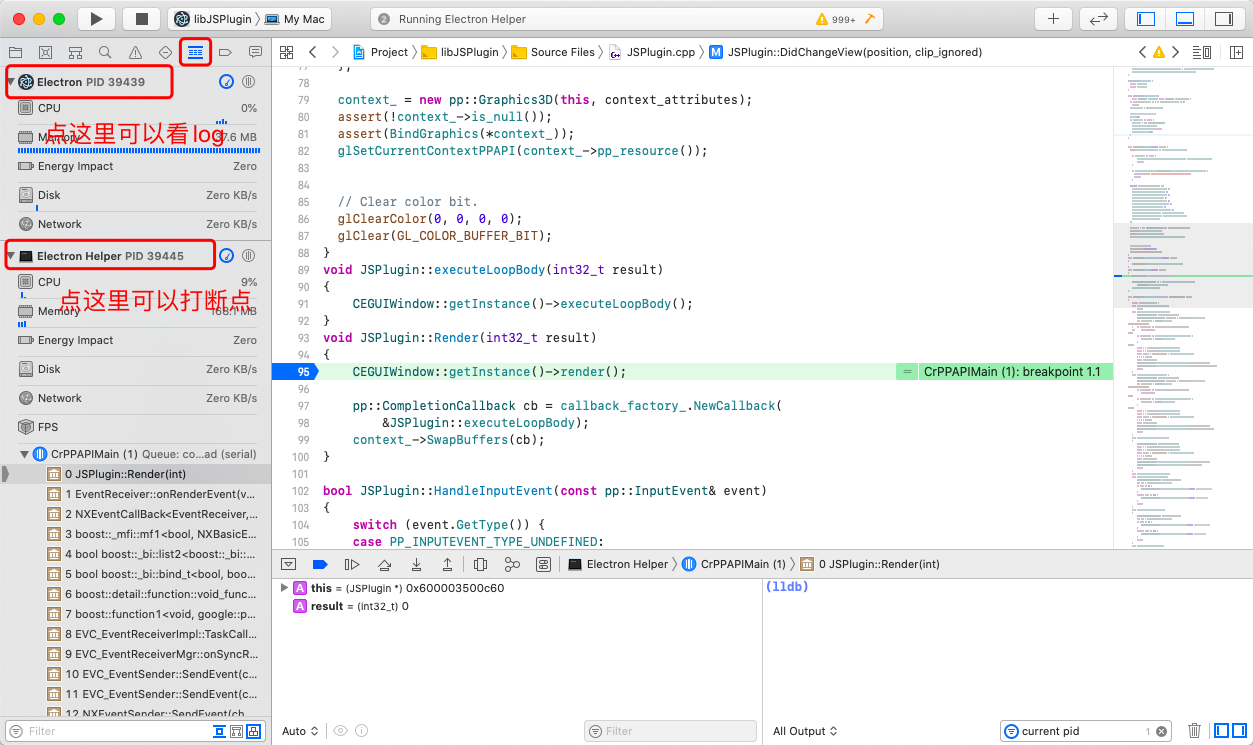 libJSPlugin 〉 My Mac
2 Running Electron Helper
999+
Project 〉 libJSPlugin 〉 Source Files 〉 JSPlugin.cpp 〉 M JSPlugin::DidChangeView(position, clip_ignored)
Electron PID 39439
CPU 0%
Memory 37.6 MB
点这里可以看log
Energy Impact Zero
Disk Zero KB/s
Network Zero KB/s
Electron Helper PID 39445
CPU 9%
Memory 168.1 MB
点这里可以打断点
Energy Impact Zero
Disk Zero KB/s
Network Zero KB/s
FPS
CrPPAPIMain (1) Queue: co...ad (serial)
0 JSPlugin::Render(int)
1 EventReceiver::onRenderEvent(v...
2 NXEventCallBack<EventReceiver,...
3 boost::_mfi::mf1<bool, NXBasicE...
4 bool boost::_bi::list2<boost::_bi:...
5 bool boost::_bi::bind_t<bool, boo...
6 boost::detail::function::void_func...
7 boost::function1<void, google::p...
8 EVC_EventReceiverImpl::TaskCall...
9 EVC_EventReceiverMgr::onSyncR...
10 EVC_EventSender::SendEvent(c...
11 EVC_EventSender::SendEvent(c...
12 NXEventSender::SendEvent(ch...
Filter
77 };
78
79 context_ = new pp::Graphics3D(this, context_attributes);
80 assert(!context_->is_null());
81 assert(BindGraphics(*context_));
82 glSetCurrentContextPPAPI(context_->pp_resource());
83
84
85 // Clear color bit.
86 glClearColor(0, 0, 0, 0);
87 glClear(GL_COLOR_BUFFER_BIT);
88 }
89 void JSPlugin::executeLoopBody(int32_t result)
90 {
91 CEGUIWindow::getInstance()->executeLoopBody();
92 }
93 void JSPlugin::Render(int32_t result)
94 {
95 CEGUIWindow::getInstance()->render(); = CrPPAPIMain (1): breakpoint 1.1
96
97 pp::CompletionCallback cb = callback_factory_.NewCallback(
98 &JSPlugin::executeLoopBody);
99 context_->SwapBuffers(cb);
100 }
101
102 bool JSPlugin::HandleInputEvent(const pp::InputEvent& event)
103 {
104 switch (event.GetType()) {
105 case PP_INPUTEVENT_TYPE_UNDEFINED:
Electron Helper 〉 CrPPAPIMain (1) 〉 0 JSPlugin::Render(int)
A this = (JSPlugin *) 0x600003500c60
A result = (int32_t) 0
(lldb)
Auto
Filter
All Output
current pid 1